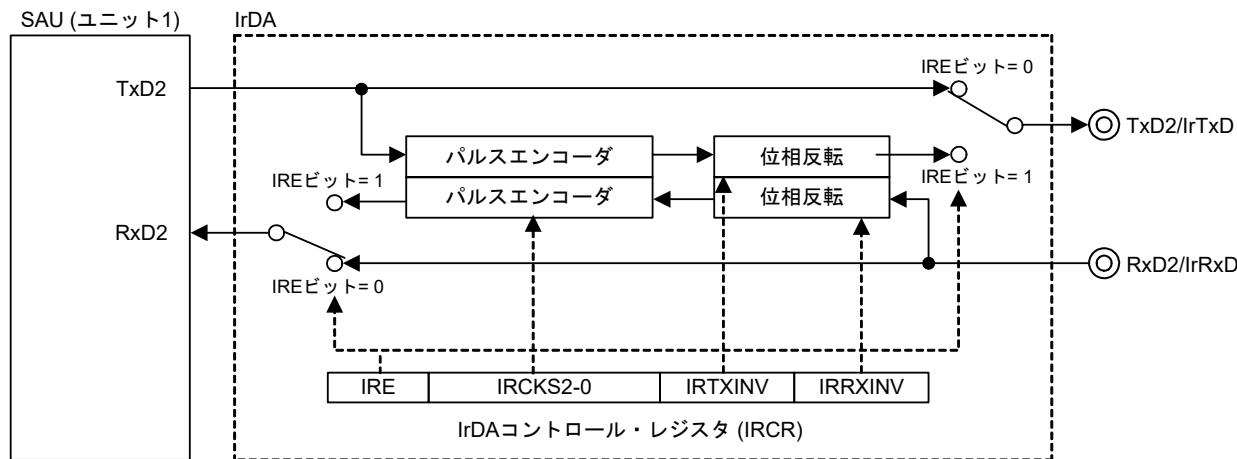 SAU (ユニット1)
IrDA
TxD2
IREビット= 0
TxD2/IrTxD
パルスエンコーダ
位相反転
IREビット= 1
パルスエンコーダ
位相反転
IREビット= 1
RxD2
IREビット= 0
RxD2/IrRxD
IRE
IRCKS2-0
IRTXINV
IRRXINV
IrDAコントロール・レジスタ (IRCR)